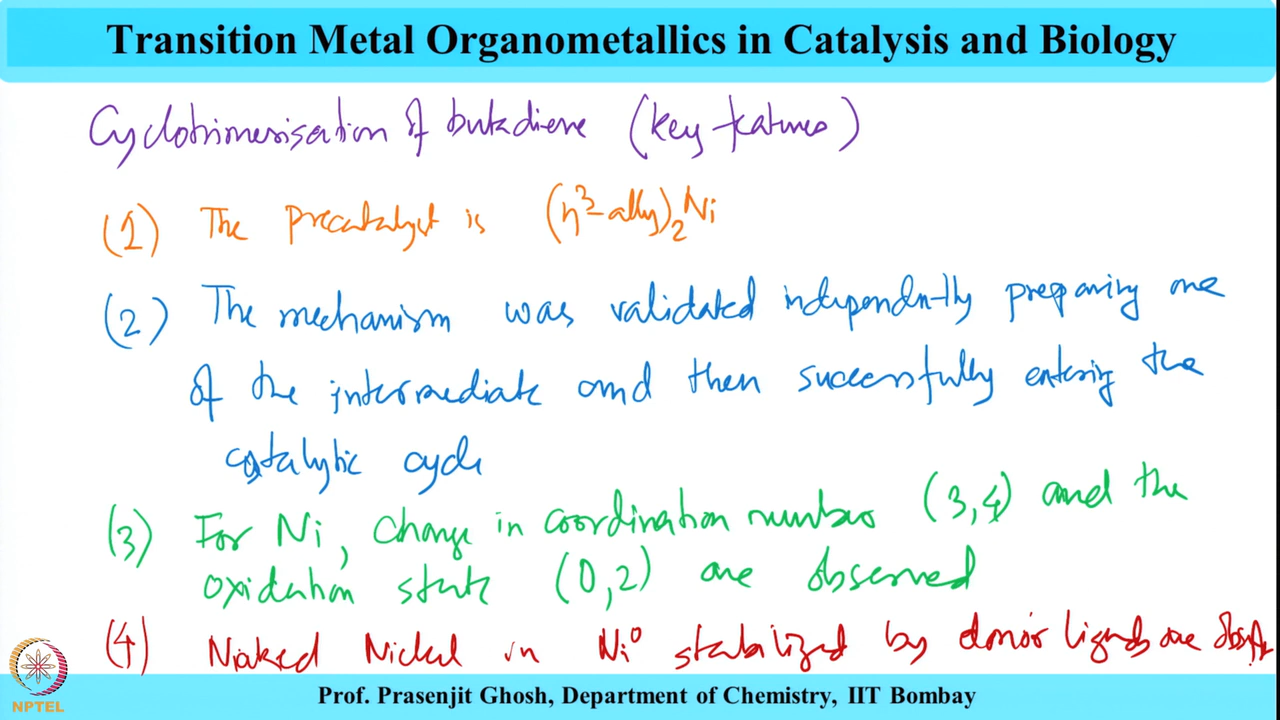 Transition Metal Organometallics in Catalysis and Biology
Cyclotrimerisation of butadiene (key features)
(1) The precatalyst is (η³-ally)₂Ni
(2) The mechanism was validated independently preparing one
of the intermediate and then successfully entering the
catalytic cycle
(3) For Ni, change in coordination number (3,4) and the
oxidation state (0,2) are observed
(4) Naked Nickel in Ni⁰ stabilized by donor ligands are
NPTEL
Prof. Prasenjit Ghosh, Department of Chemistry, IIT Bombay